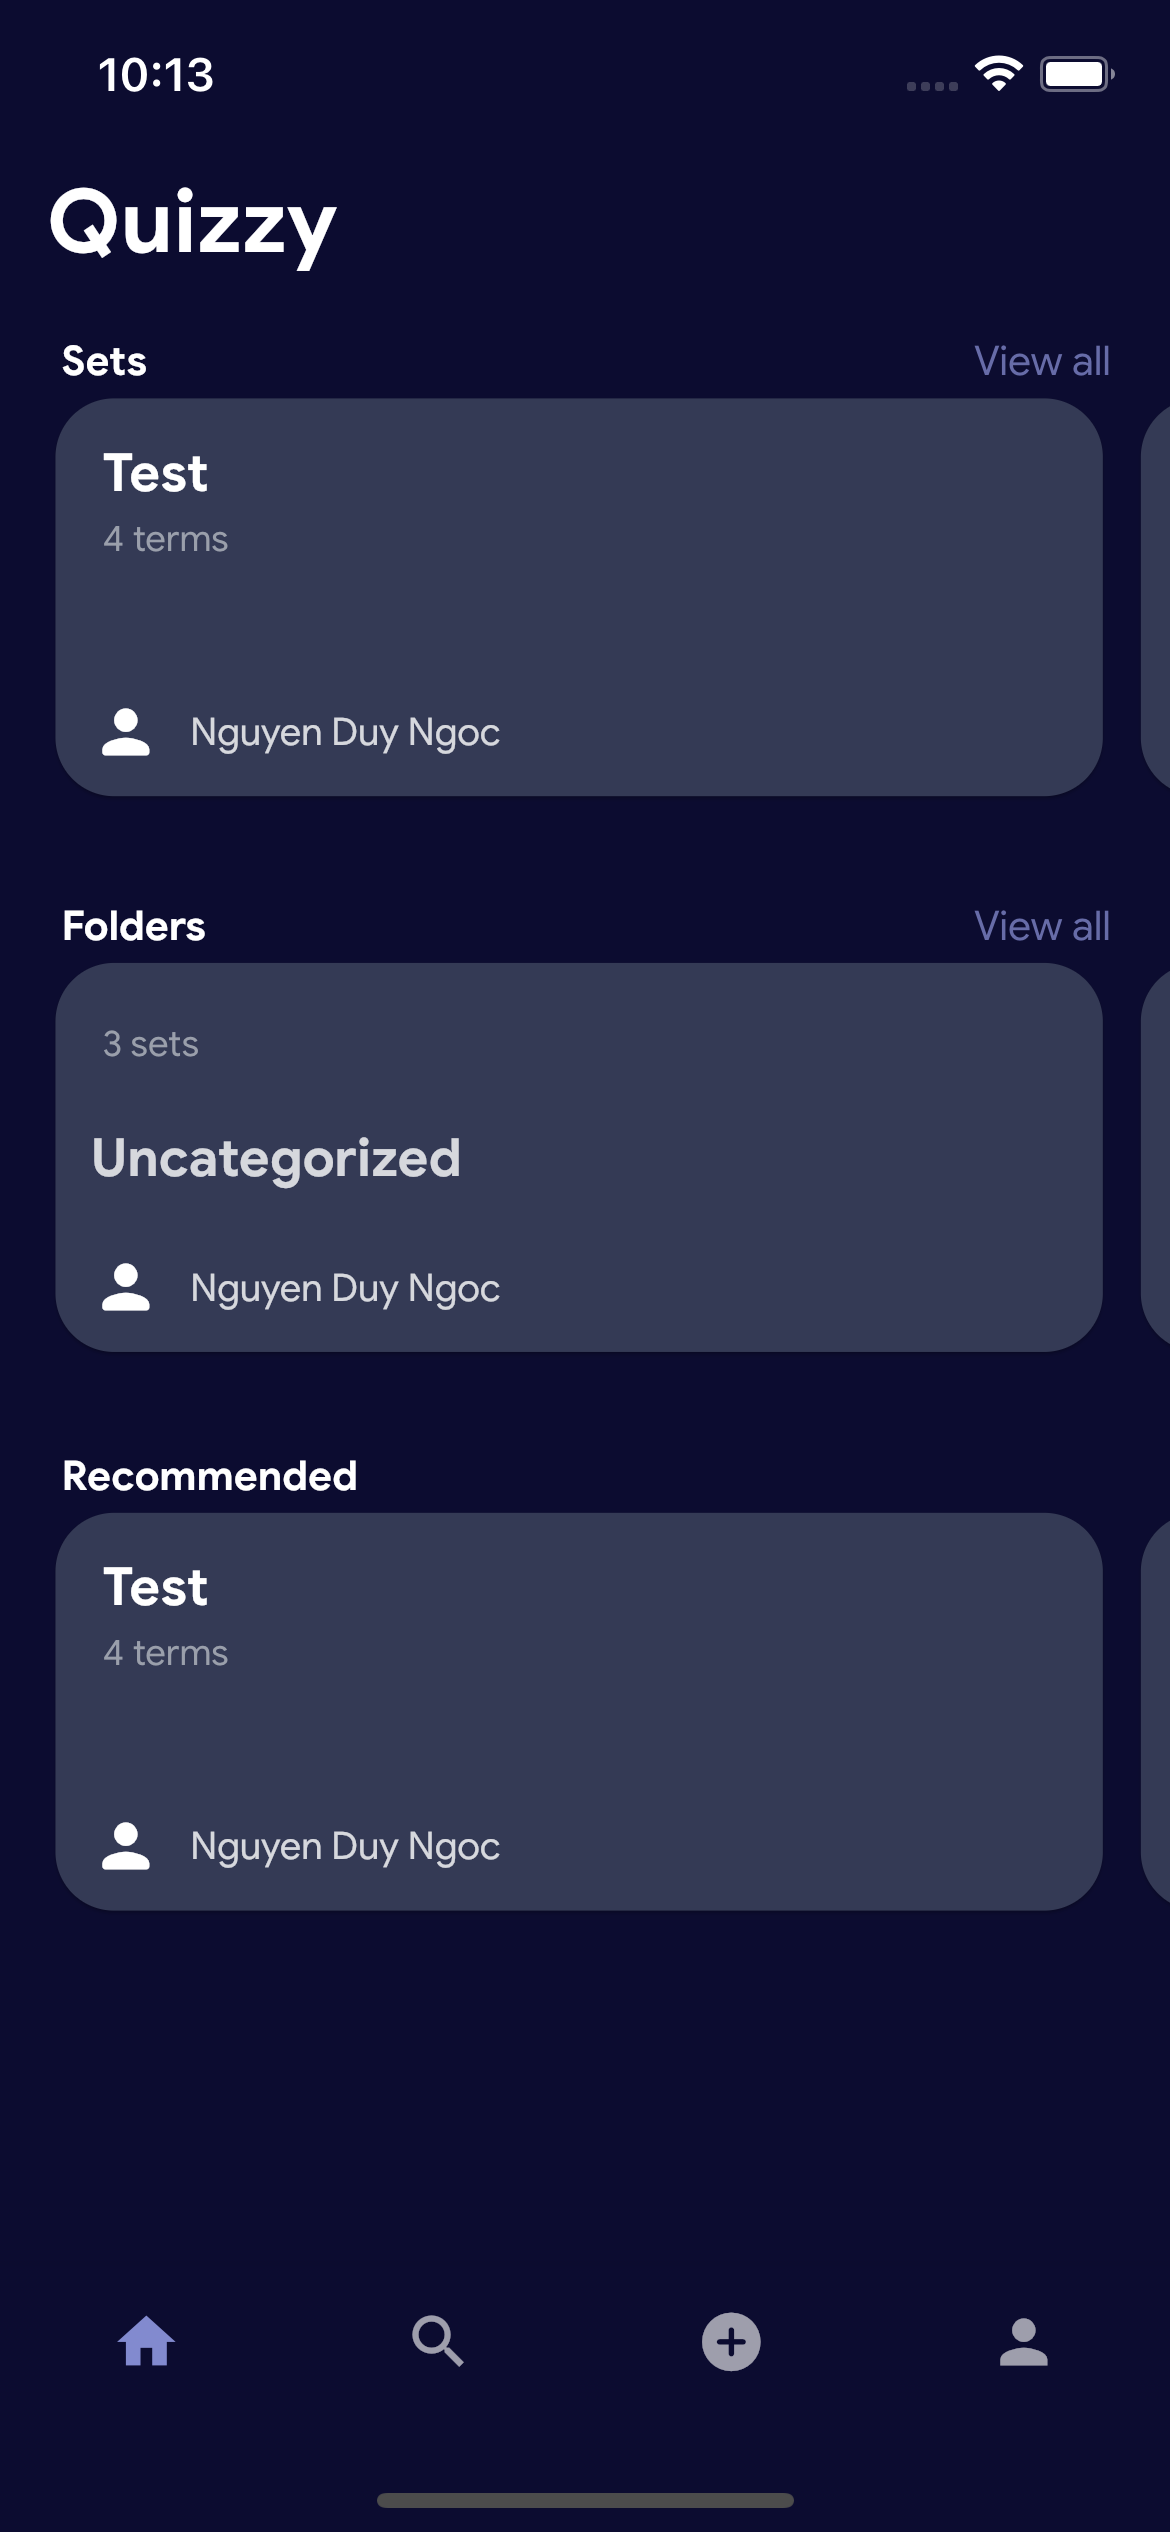 10:13
Quizzy
Sets
View all
Test
4 terms
Nguyen Duy Ngoc
Folders
View all
3 sets
Uncategorized
Nguyen Duy Ngoc
Recommended
Test
4 terms
Nguyen Duy Ngoc